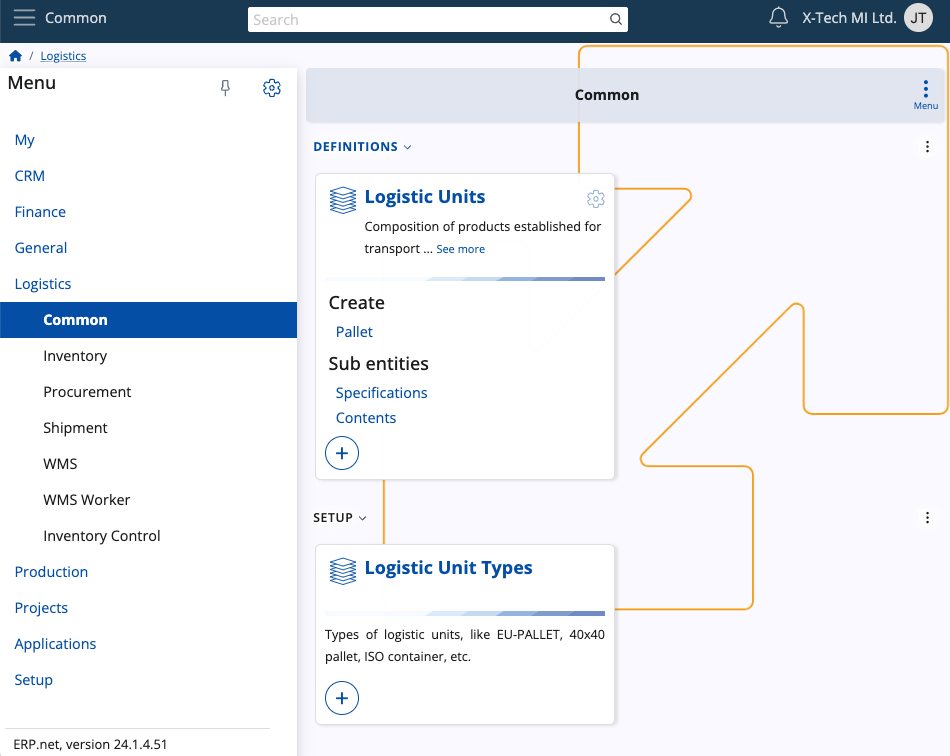 Common
Search
X-Tech MI Ltd.
JT
/ Logistics
Menu
My
CRM
Finance
General
Logistics
Common
Inventory
Procurement
Shipment
WMS
WMS Worker
Inventory Control
Production
Projects
Applications
Setup
ERP.net, version 24.1.4.51
Common
Menu
DEFINITIONS
Logistic Units
Composition of products established for
transport ... See more
Create
Pallet
Sub entities
Specifications
Contents
SETUP
Logistic Unit Types
Types of logistic units, like EU-PALLET, 40x40
pallet, ISO container, etc.